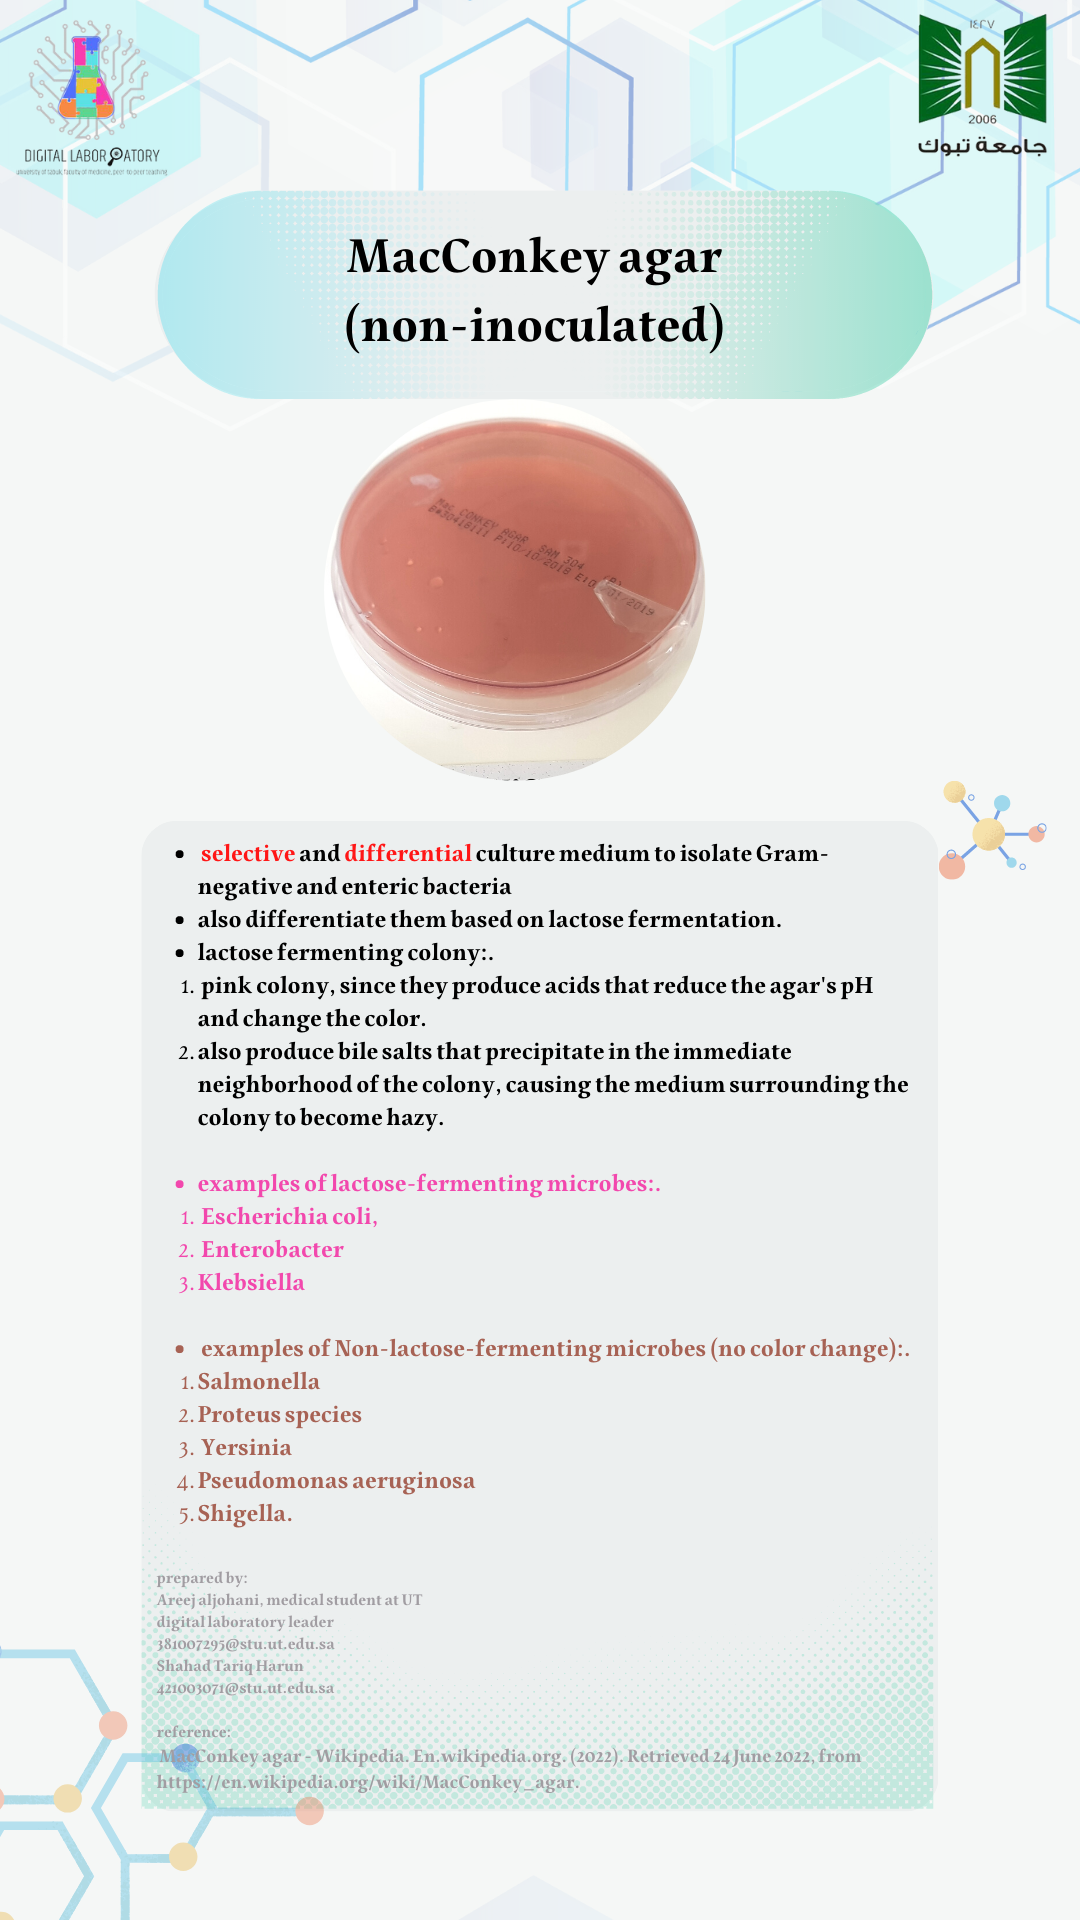 DIGITAL LABORATORY
university of tabuk, faculty of medicine, peer-to-peer teaching
١٤٢٧
2006
جامعة تبوك
MacConkey agar
(non-inoculated)
Mac CONKEY AGAR SAM 304 (P)
B#30418111 P110/10/2018 E:0 /01/2019
• selective and differential culture medium to isolate Gram-
negative and enteric bacteria
• also differentiate them based on lactose fermentation.
• lactose fermenting colony:.
1. pink colony, since they produce acids that reduce the agar's pH
and change the color.
2. also produce bile salts that precipitate in the immediate
neighborhood of the colony, causing the medium surrounding the
colony to become hazy.
• examples of lactose-fermenting microbes:.
1. Escherichia coli,
2. Enterobacter
3. Klebsiella
• examples of Non-lactose-fermenting microbes (no color change):.
1. Salmonella
2. Proteus species
3. Yersinia
4. Pseudomonas aeruginosa
5. Shigella.
prepared by:
Areej aljohani, medical student at UT
digital laboratory leader
381007295@stu.ut.edu.sa
Shahad Tariq Harun
421003071@stu.ut.edu.sa
reference:
MacConkey agar - Wikipedia. En.wikipedia.org. (2022). Retrieved 24 June 2022, from
https://en.wikipedia.org/wiki/MacConkey_agar.